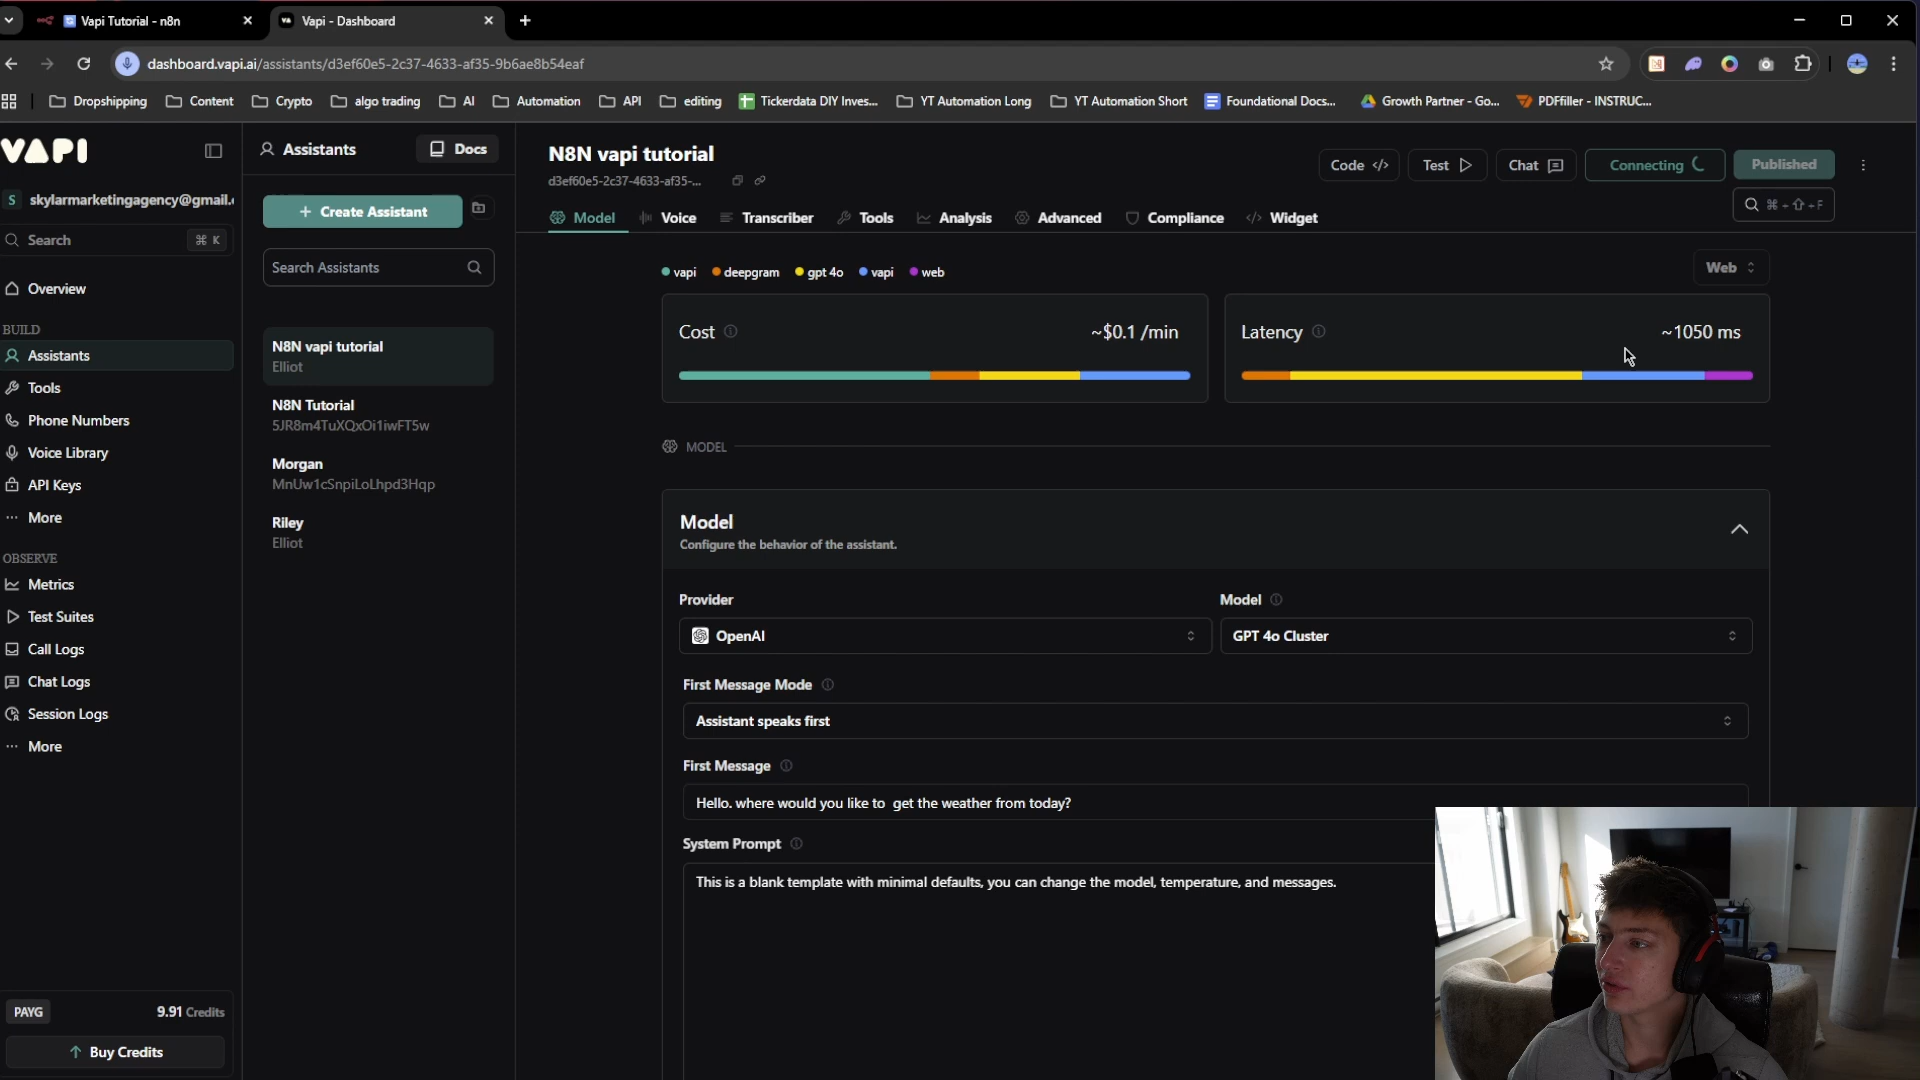 Vapi Tutorial - n8n
Vapi - Dashboard
dashboard.vapi.ai/assistants/d3ef60e5-2c37-4633-af35-9b6ae8b54eaf
Dropshipping
Content
Crypto
algo trading
AI
Automation
API
editing
Tickerdata DIY Inves...
YT Automation Long
YT Automation Short
Foundational Docs...
Growth Partner - Go...
PDFfiller - INSTRUC...
VAPI
S skylarmarketingagency@gmail.
Search ⌘ K
Overview
BUILD
Assistants
Tools
Phone Numbers
Voice Library
API Keys
More
OBSERVE
Metrics
Test Suites
Call Logs
Chat Logs
Session Logs
More
PAYG 9.91 Credits
Buy Credits
Assistants
Docs
+ Create Assistant
Search Assistants
N8N vapi tutorial
Elliot
N8N Tutorial
5JR8m4TuXQxOi1iwFT5w
Morgan
MnUw1cSnpiLoLhpd3Hqp
Riley
Elliot
N8N vapi tutorial
d3ef60e5-2c37-4633-af35-...
Code </>
Test
Chat
Connecting
Published
⌘ + ⇧ + F
Model
Voice
Transcriber
Tools
Analysis
Advanced
Compliance
</> Widget
vapi
deepgram
gpt 4o
vapi
web
Web
Cost ~$0.1 /min
Latency ~1050 ms
MODEL
Model
Configure the behavior of the assistant.
Provider
OpenAI
Model
GPT 4o Cluster
First Message Mode
Assistant speaks first
First Message
Hello. where would you like to  get the weather from today?
System Prompt
This is a blank template with minimal defaults, you can change the model, temperature, and messages.